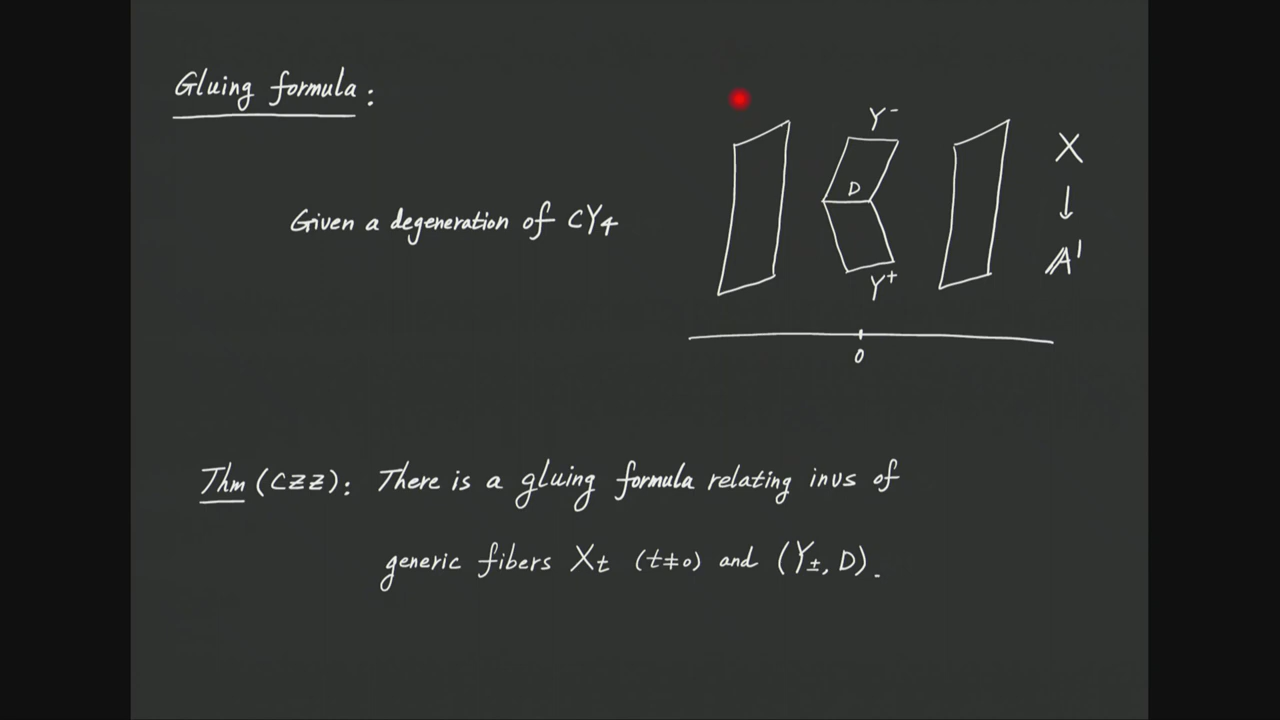 Gluing formula:
Y⁻
X
D
↓
Given a degeneration of CY4
𝔸¹
Y⁺
0
Thm (CZZ): There is a gluing formula relating invs of
generic fibers Xₜ (t≠0) and (Y±, D).